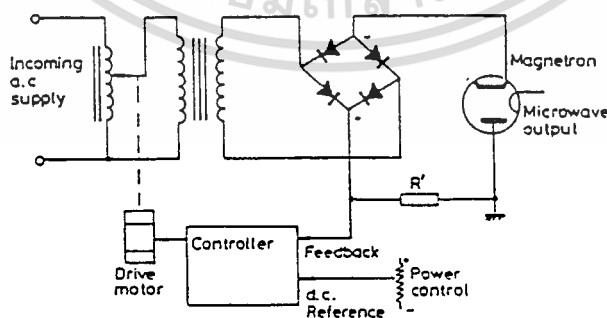 Incoming
a.c
supply
Magnetron
Microwave
output
R'
Controller
Feedback
Drive
motor
d.c.
Reference
Power
control